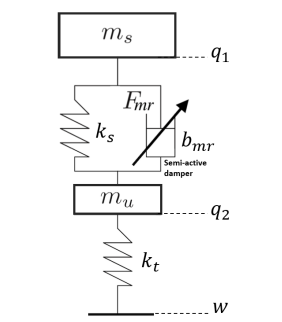 m_s
q_1
F_mr
k_s
b_mr
Semi-active
damper
m_u
q_2
k_t
w